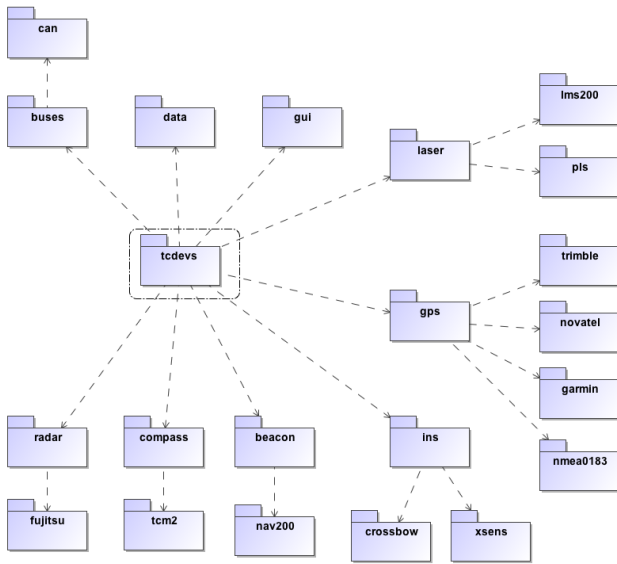 can
buses
data
gui
lms200
laser
pls
tcdevs
trimble
gps
novatel
garmin
radar
compass
beacon
ins
nmea0183
fujitsu
tcm2
nav200
crossbow
xsens